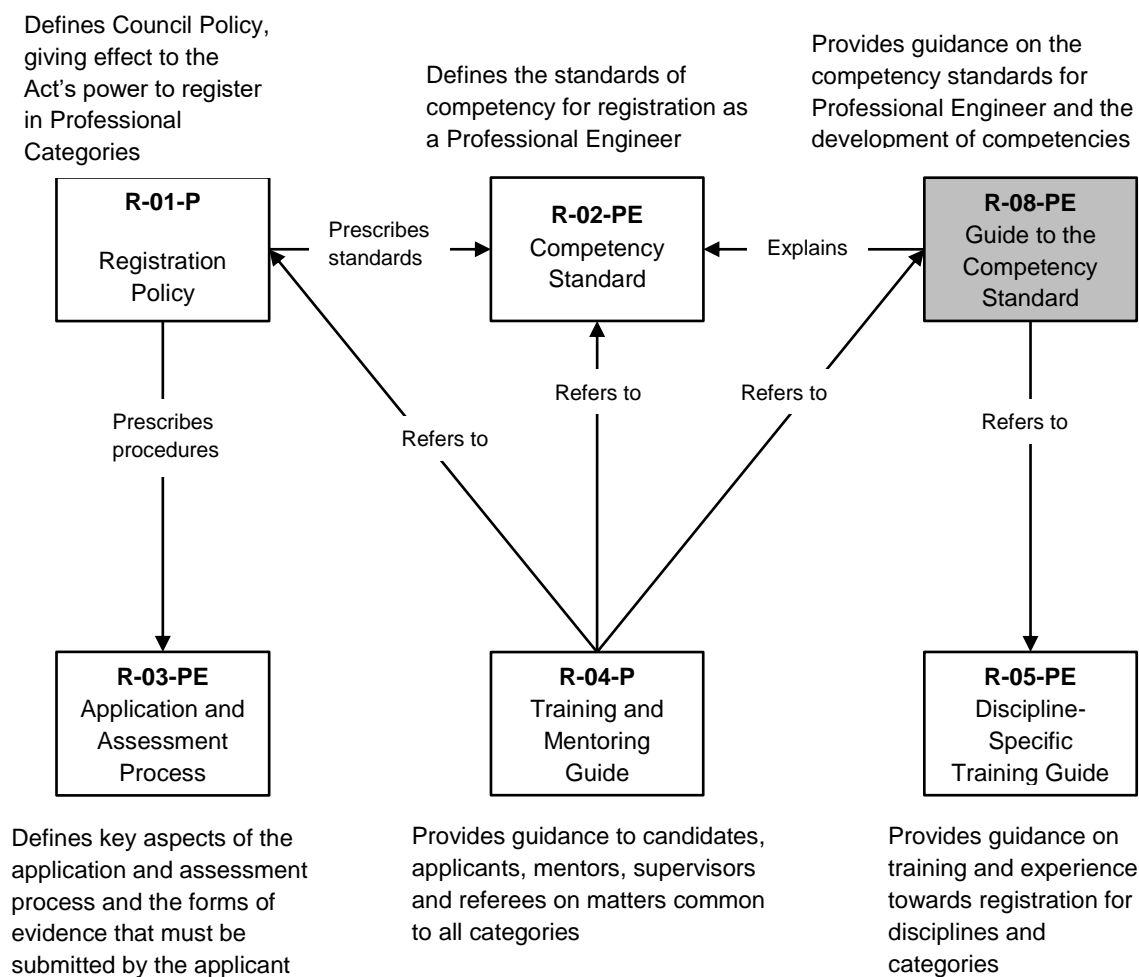 Defines Council Policy,
giving effect to the
Act’s power to register
in Professional
Categories
Defines the standards of
competency for registration as
a Professional Engineer
Provides guidance on the
competency standards for
Professional Engineer and the
development of competencies
R-01-P
Registration
Policy
Prescribes
standards
R-02-PE
Competency
Standard
Explains
R-08-PE
Guide to the
Competency
Standard
Prescribes
procedures
Refers to
Refers to
Refers to
Refers to
R-03-PE
Application and
Assessment
Process
R-04-P
Training and
Mentoring
Guide
R-05-PE
Discipline-
Specific
Training Guide
Defines key aspects of the
application and assessment
process and the forms of
evidence that must be
submitted by the applicant
Provides guidance to candidates,
applicants, mentors, supervisors
and referees on matters common
to all categories
Provides guidance on
training and experience
towards registration for
disciplines and
categories